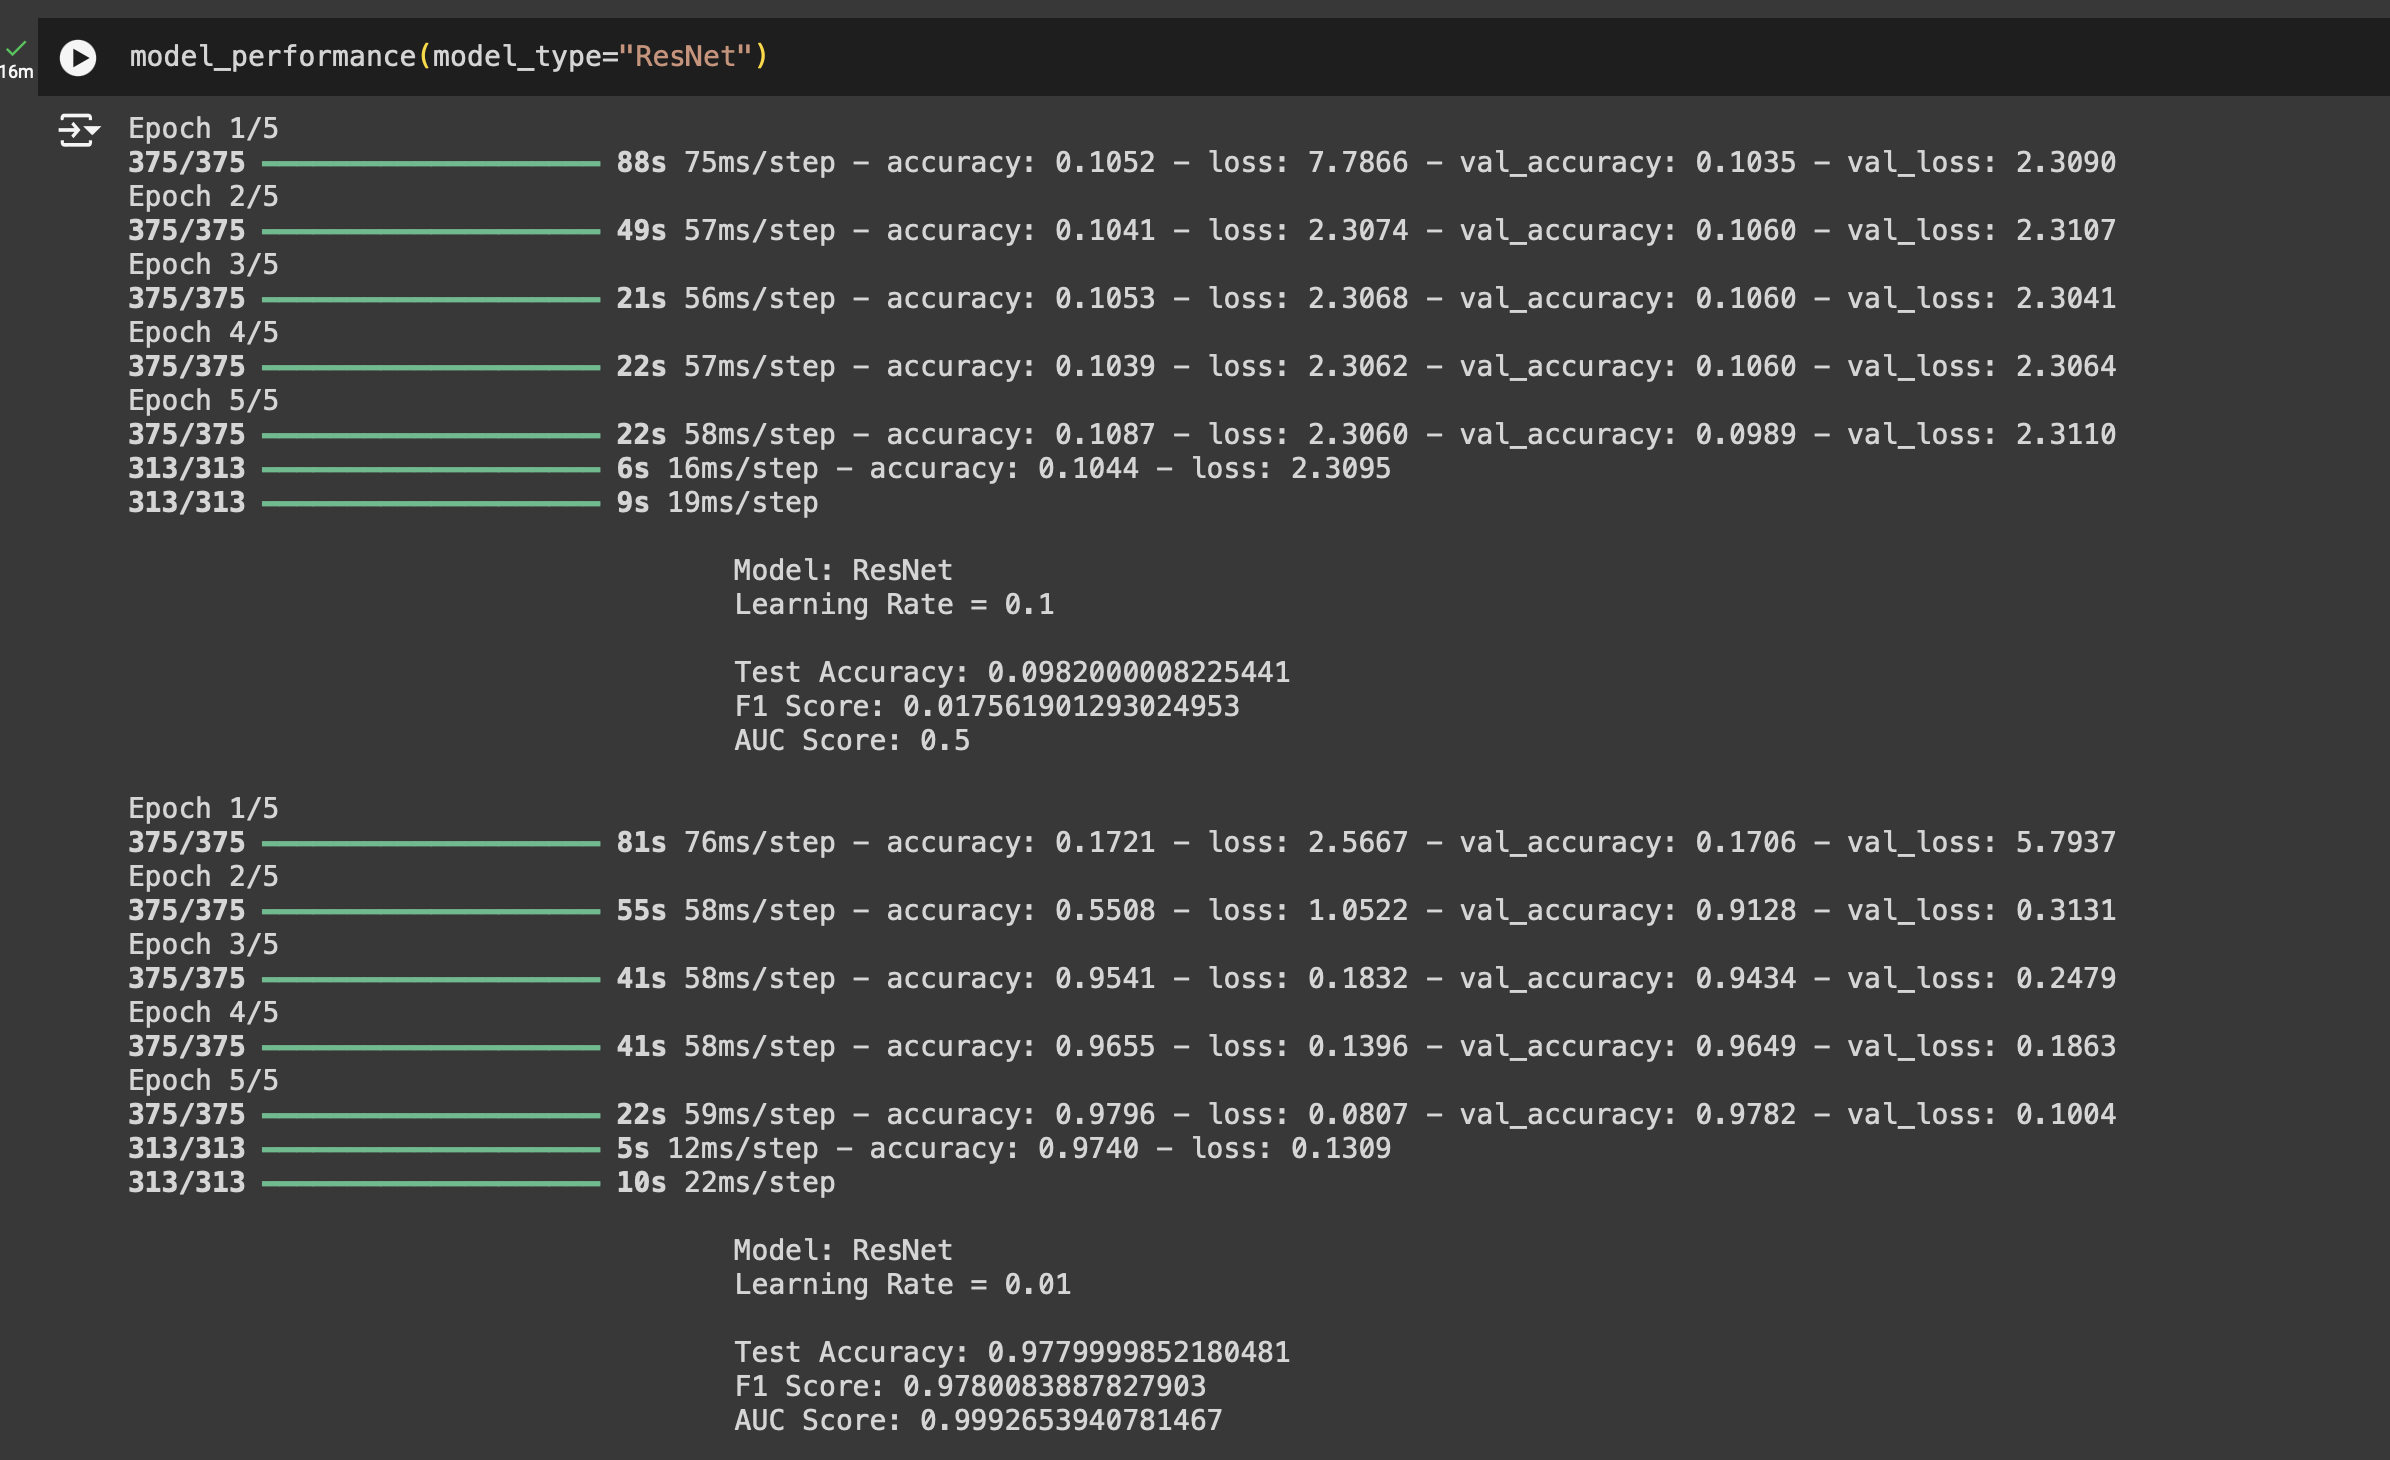 16m
model_performance(model_type="ResNet")
Epoch 1/5
375/375 88s 75ms/step - accuracy: 0.1052 - loss: 7.7866 - val_accuracy: 0.1035 - val_loss: 2.3090
Epoch 2/5
375/375 49s 57ms/step - accuracy: 0.1041 - loss: 2.3074 - val_accuracy: 0.1060 - val_loss: 2.3107
Epoch 3/5
375/375 21s 56ms/step - accuracy: 0.1053 - loss: 2.3068 - val_accuracy: 0.1060 - val_loss: 2.3041
Epoch 4/5
375/375 22s 57ms/step - accuracy: 0.1039 - loss: 2.3062 - val_accuracy: 0.1060 - val_loss: 2.3064
Epoch 5/5
375/375 22s 58ms/step - accuracy: 0.1087 - loss: 2.3060 - val_accuracy: 0.0989 - val_loss: 2.3110
313/313 6s 16ms/step - accuracy: 0.1044 - loss: 2.3095
313/313 9s 19ms/step
Model: ResNet
Learning Rate = 0.1
Test Accuracy: 0.0982000008225441
F1 Score: 0.017561901293024953
AUC Score: 0.5
Epoch 1/5
375/375 81s 76ms/step - accuracy: 0.1721 - loss: 2.5667 - val_accuracy: 0.1706 - val_loss: 5.7937
Epoch 2/5
375/375 55s 58ms/step - accuracy: 0.5508 - loss: 1.0522 - val_accuracy: 0.9128 - val_loss: 0.3131
Epoch 3/5
375/375 41s 58ms/step - accuracy: 0.9541 - loss: 0.1832 - val_accuracy: 0.9434 - val_loss: 0.2479
Epoch 4/5
375/375 41s 58ms/step - accuracy: 0.9655 - loss: 0.1396 - val_accuracy: 0.9649 - val_loss: 0.1863
Epoch 5/5
375/375 22s 59ms/step - accuracy: 0.9796 - loss: 0.0807 - val_accuracy: 0.9782 - val_loss: 0.1004
313/313 5s 12ms/step - accuracy: 0.9740 - loss: 0.1309
313/313 10s 22ms/step
Model: ResNet
Learning Rate = 0.01
Test Accuracy: 0.9779999852180481
F1 Score: 0.9780083887827903
AUC Score: 0.9992653940781467